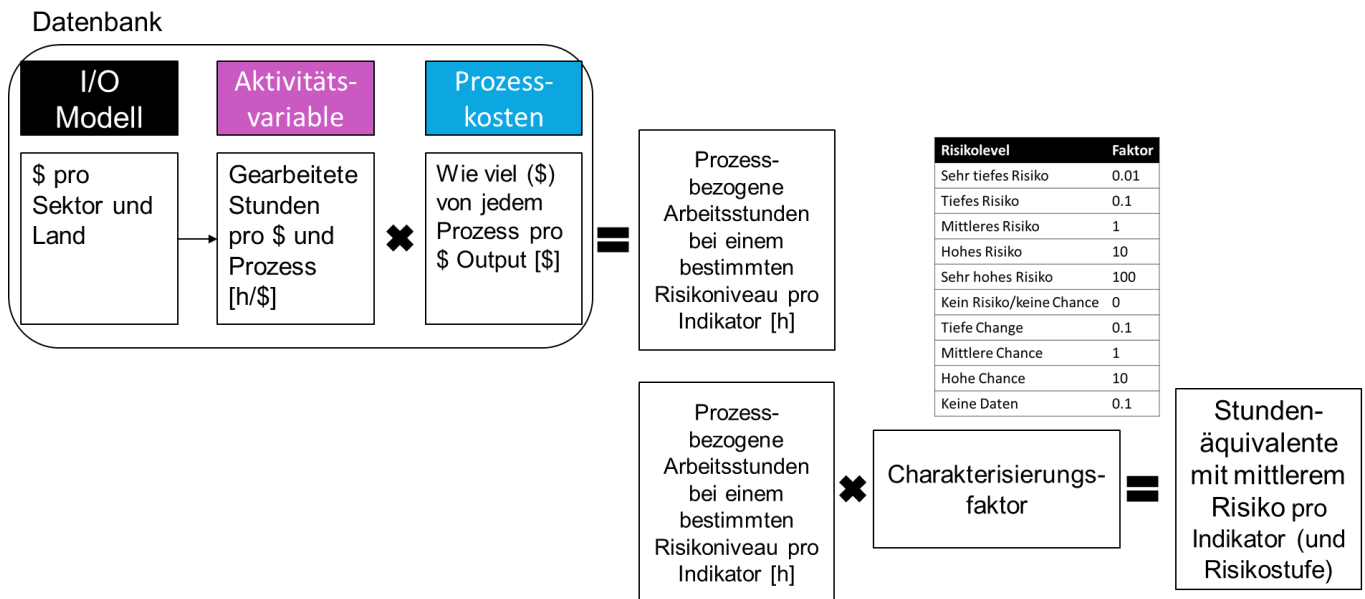 Datenbank
I/O
Modell
Aktivitäts-
variable
Prozess-
kosten
$ pro
Sektor und
Land
Gearbeitete
Stunden
pro $ und
Prozess
[h/$]
Wie viel ($)
von jedem
Prozess pro
$ Output [$]
Prozess-
bezogene
Arbeitsstunden
bei einem
bestimmten
Risikoniveau pro
Indikator [h]
Risikolevel Faktor
Sehr tiefes Risiko 0.01
Tiefes Risiko 0.1
Mittleres Risiko 1
Hohes Risiko 10
Sehr hohes Risiko 100
Kein Risiko/keine Chance 0
Tiefe Change 0.1
Mittlere Chance 1
Hohe Chance 10
Keine Daten 0.1
Prozess-
bezogene
Arbeitsstunden
bei einem
bestimmten
Risikoniveau pro
Indikator [h]
Charakterisierungs-
faktor
Stunden-
äquivalente
mit mittlerem
Risiko pro
Indikator (und
Risikostufe)